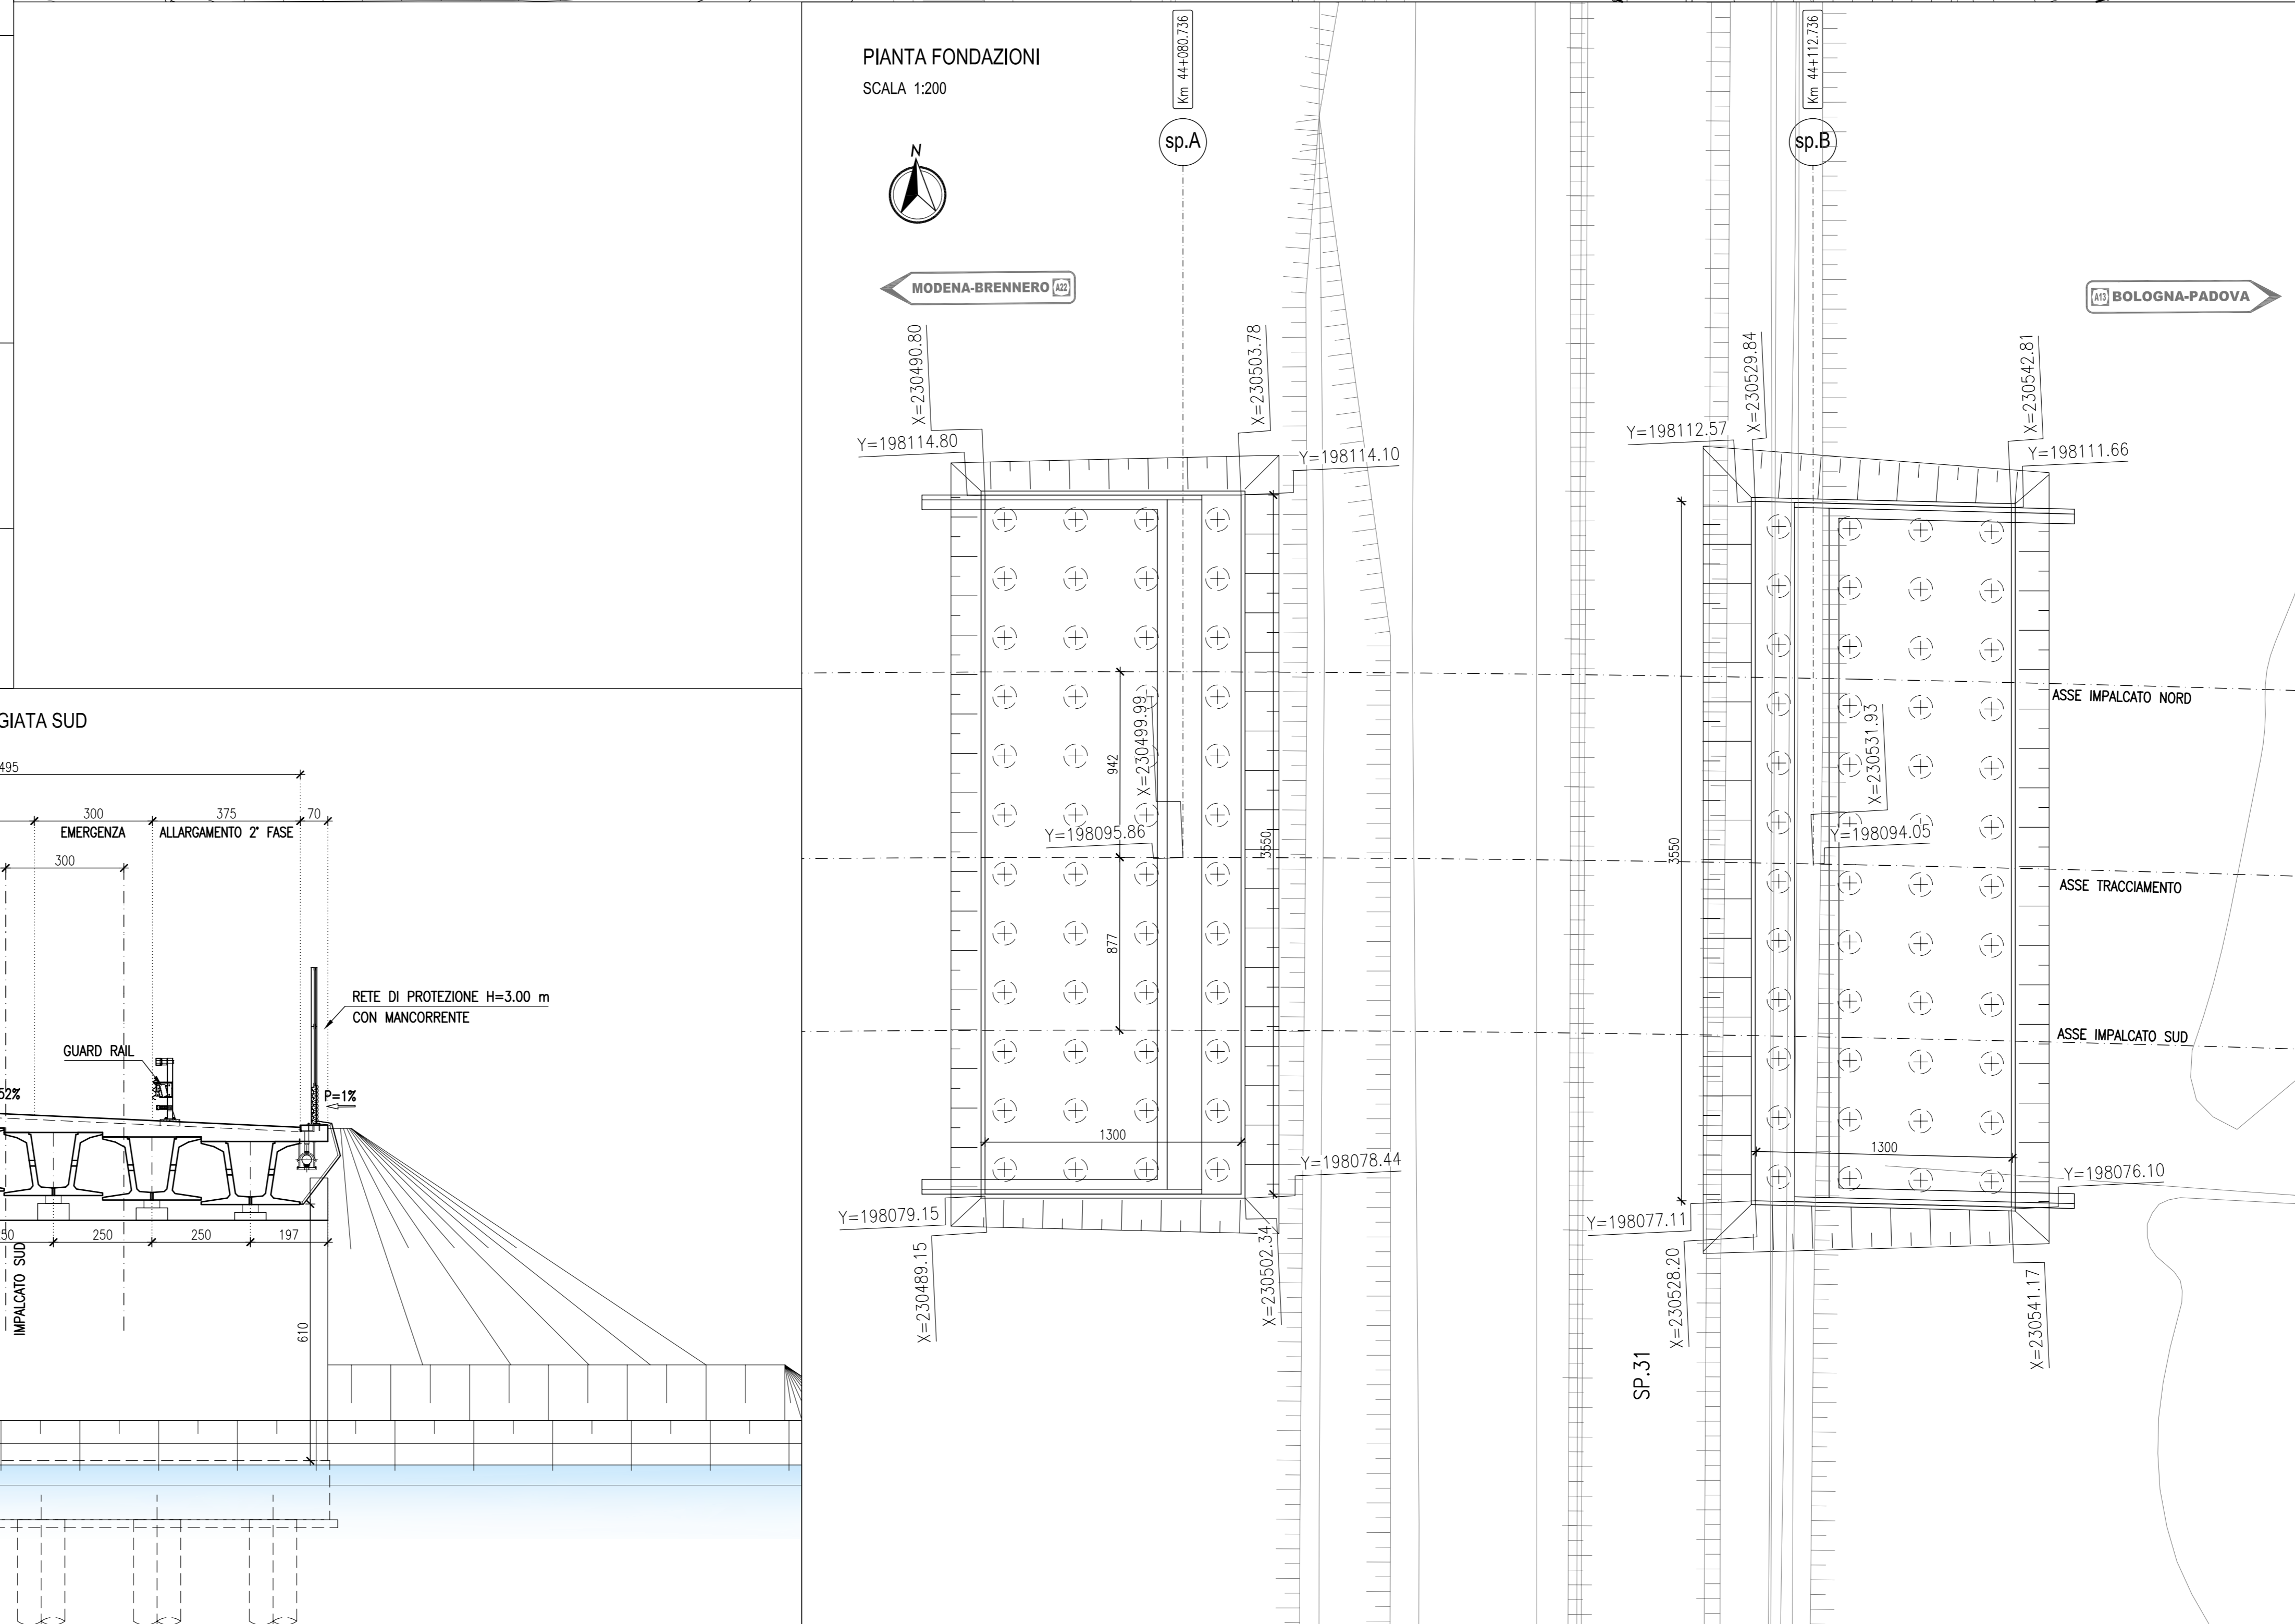 PIANTA FONDAZIONI
SCALA 1:200
N
Km 44+080.736
sp.A
Km 44+112.736
sp.B
MODENA-BRENNERO A22
A13 BOLOGNA-PADOVA
X=230490.80
Y=198114.80
X=230503.78
Y=198114.10
X=230529.84
Y=198112.57
X=230542.81
Y=198111.66
942
X=230499.99
Y=198095.86
877
3550
1300
X=230531.93
Y=198094.05
3550
1300
ASSE IMPALCATO NORD
ASSE TRACCIAMENTO
ASSE IMPALCATO SUD
Y=198079.15
X=230489.15
Y=198078.44
X=230502.34
Y=198077.11
X=230528.20
Y=198076.10
X=230541.17
SP.31
GIATA SUD
495
300
375
70
EMERGENZA
ALLARGAMENTO 2° FASE
300
RETE DI PROTEZIONE H=3.00 m
CON MANCORRENTE
GUARD RAIL
52%
P=1%
50
250
250
197
IMPALCATO SUD
610